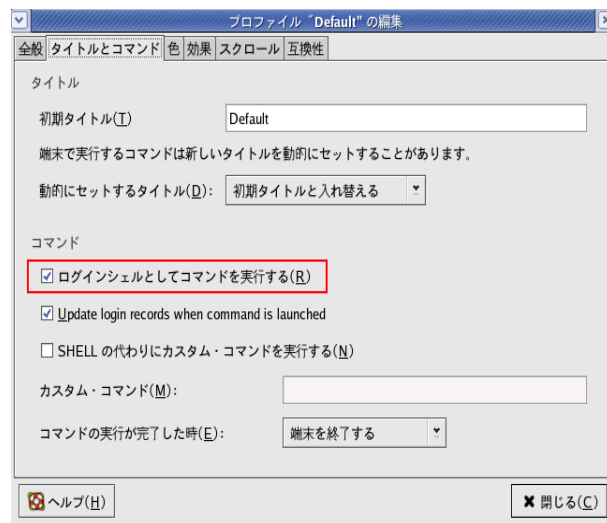 プロファイル "Default" の編集
全般 タイトルとコマンド 色 効果 スクロール 互換性
タイトル
初期タイトル(T) Default
端末で実行するコマンドは新しいタイトルを動的にセットすることがあります。
動的にセットするタイトル(D): 初期タイトルと入れ替える
コマンド
ログインシェルとしてコマンドを実行する(R)
Update login records when command is launched
SHELL の代わりにカスタム・コマンドを実行する(N)
カスタム・コマンド(M):
コマンドの実行が完了した時(E): 端末を終了する
ヘルプ(H) 閉じる(C)